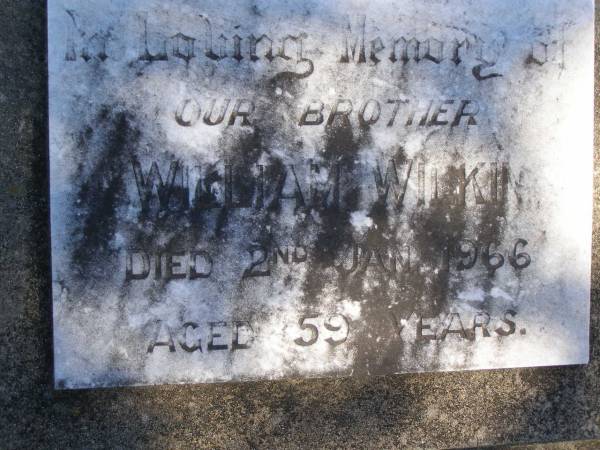 In Loving Memory of
OUR BROTHER
WILLIAM WILKIN
DIED 2ND JAN. 1966
AGED 59 YEARS.